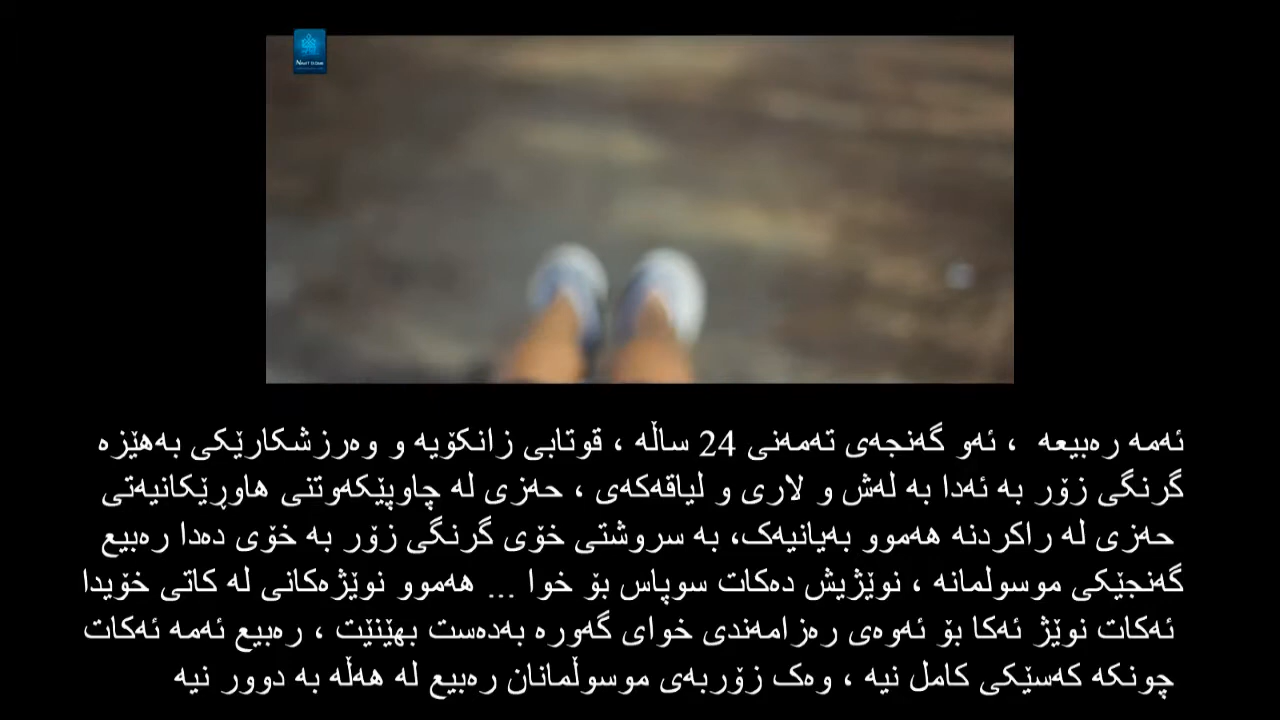 ئەمە رەبیعە ، ئەو گەنجەی تەمەنی 24 ساڵە ، قوتابی زانکۆیە و وەرزشکارێکی بەهێزە
گرنگی زۆر بە ئەدا بە لەش و لاری و لیاقەکەی ، حەزی لە چاوپێکەوتنی هاوڕێکانیەتی
حەزی لە راکردنە هەموو بەیانیەک، بە سروشتی خۆی گرنگی زۆر بە خۆی دەدا رەبیع
گەنجێکی موسولمانە ، نوێژیش دەکات سوپاس بۆ خوا ... هەموو نوێژەکانی لە کاتی خۆیدا
ئەکات نوێژ ئەکا بۆ ئەوەی رەزامەندی خوای گەورە بەدەست بهێنێت ، رەبیع ئەمە ئەکات
چونکە کەسێکی کامل نیە ، وەک زۆربەی موسوڵمانان رەبیع لە هەڵە بە دوور نیە